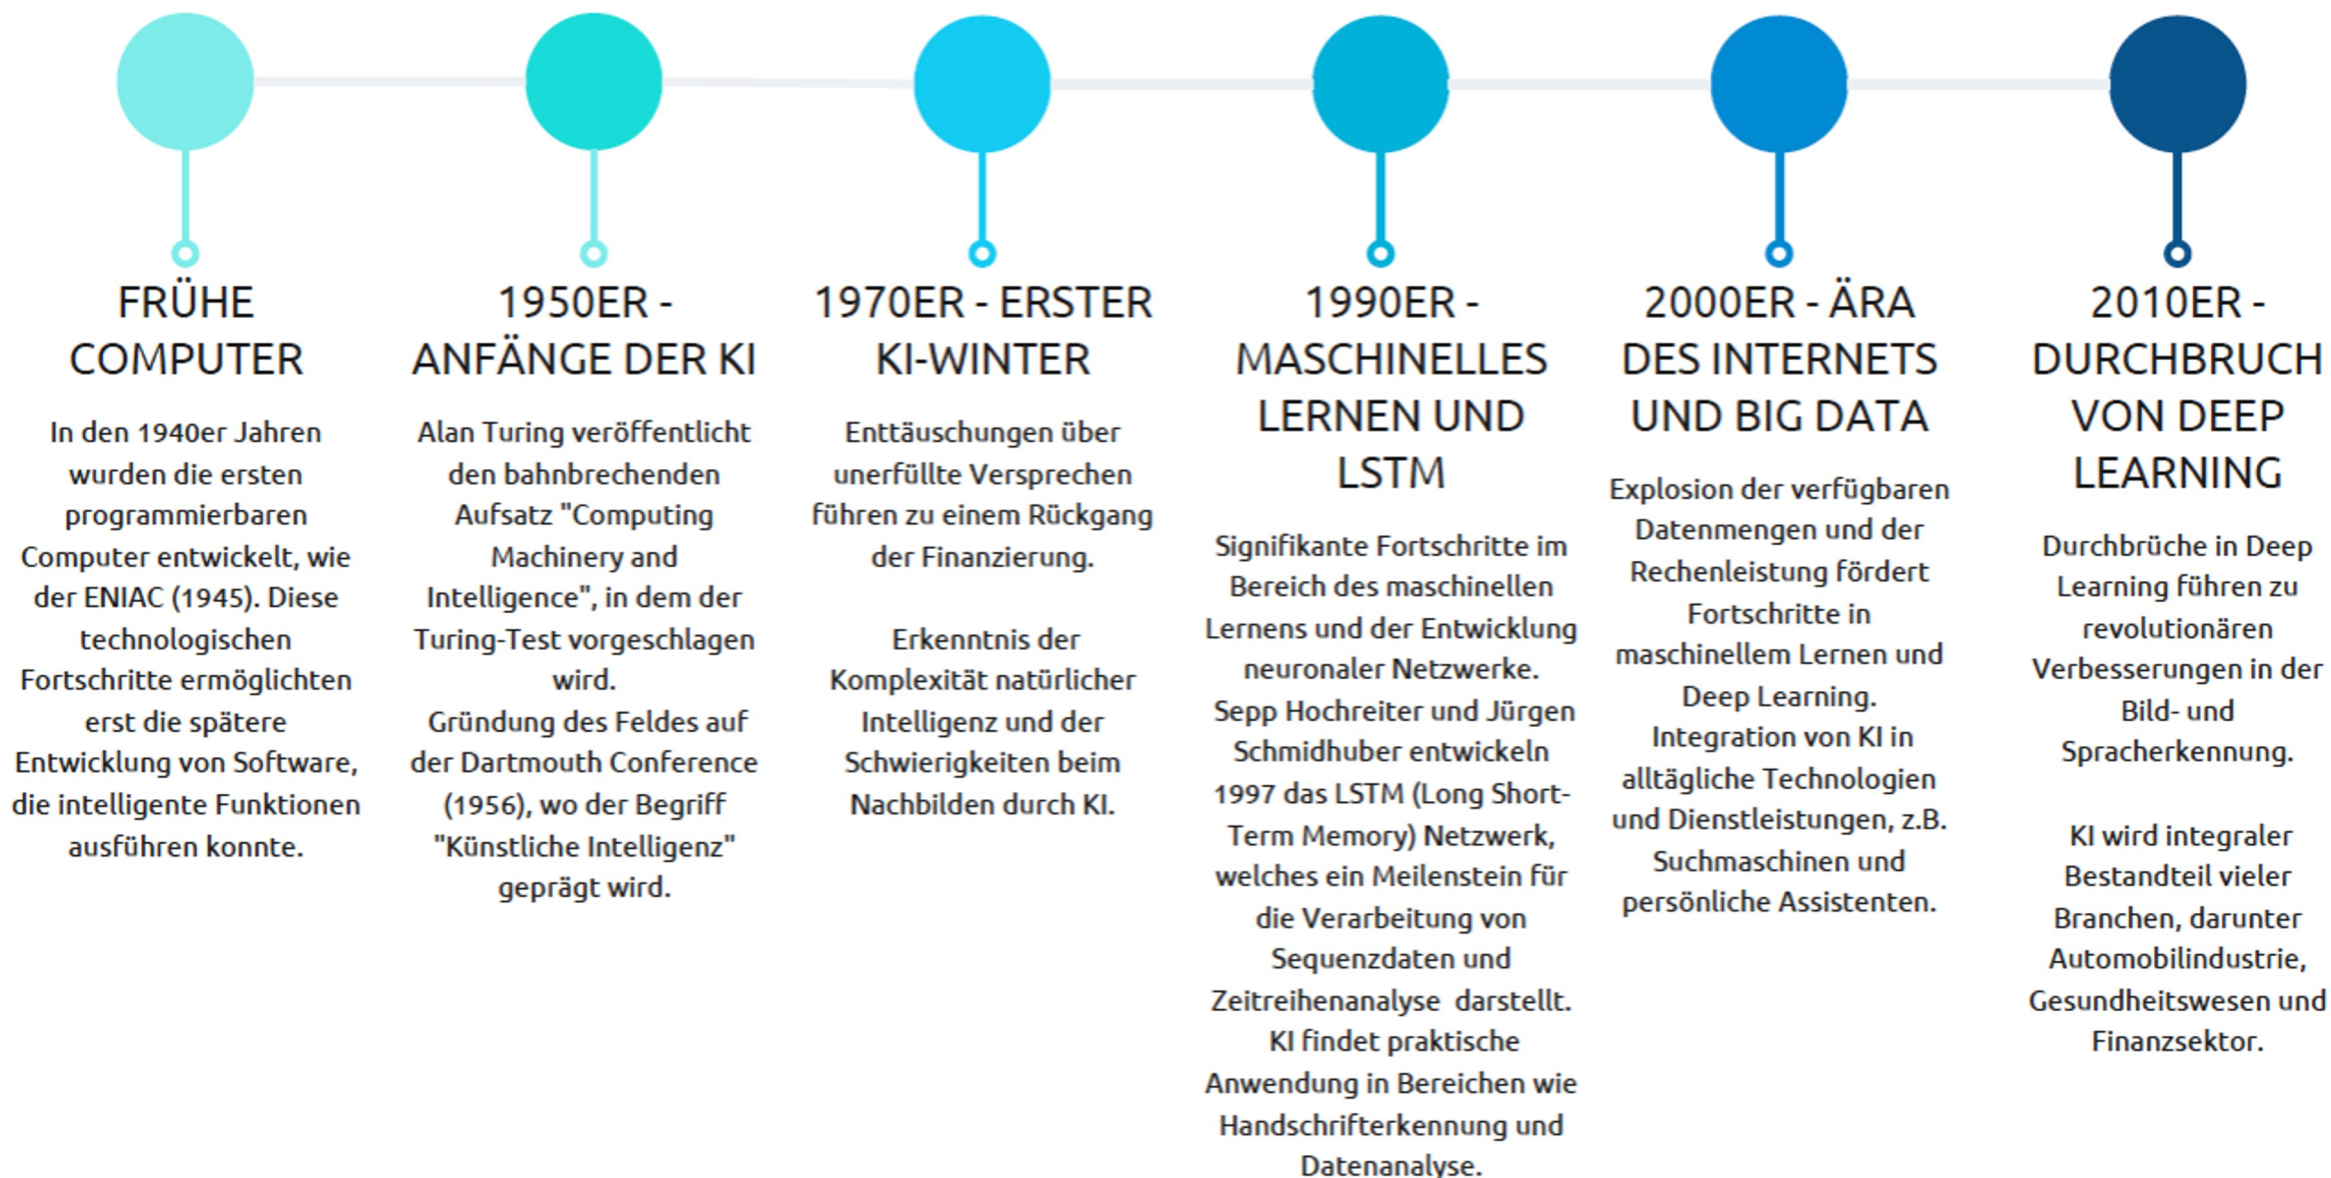 FRÜHE
COMPUTER
In den 1940er Jahren
wurden die ersten
programmierbaren
Computer entwickelt, wie
der ENIAC (1945). Diese
technologischen
Fortschritte ermöglichten
erst die spätere
Entwicklung von Software,
die intelligente Funktionen
ausführen konnte.
1950ER -
ANFÄNGE DER KI
Alan Turing veröffentlicht
den bahnbrechenden
Aufsatz "Computing
Machinery and
Intelligence", in dem der
Turing-Test vorgeschlagen
wird.
Gründung des Feldes auf
der Dartmouth Conference
(1956), wo der Begriff
"Künstliche Intelligenz"
geprägt wird.
1970ER - ERSTER
KI-WINTER
Enttäuschungen über
unerfüllte Versprechen
führen zu einem Rückgang
der Finanzierung.
Erkenntnis der
Komplexität natürlicher
Intelligenz und der
Schwierigkeiten beim
Nachbilden durch KI.
1990ER -
MASCHINELLES
LERNEN UND
LSTM
Signifikante Fortschritte im
Bereich des maschinellen
Lernens und der Entwicklung
neuronaler Netzwerke.
Sepp Hochreiter und Jürgen
Schmidhuber entwickeln
1997 das LSTM (Long Short-
Term Memory) Netzwerk,
welches ein Meilenstein für
die Verarbeitung von
Sequenzdaten und
Zeitreihenanalyse darstellt.
KI findet praktische
Anwendung in Bereichen wie
Handschrifterkennung und
Datenanalyse.
2000ER - ÄRA
DES INTERNETS
UND BIG DATA
Explosion der verfügbaren
Datenmengen und der
Rechenleistung fördert
Fortschritte in
maschinellem Lernen und
Deep Learning.
Integration von KI in
alltägliche Technologien
und Dienstleistungen, z.B.
Suchmaschinen und
persönliche Assistenten.
2010ER -
DURCHBRUCH
VON DEEP
LEARNING
Durchbrüche in Deep
Learning führen zu
revolutionären
Verbesserungen in der
Bild- und
Spracherkennung.
KI wird integraler
Bestandteil vieler
Branchen, darunter
Automobilindustrie,
Gesundheitswesen und
Finanzsektor.